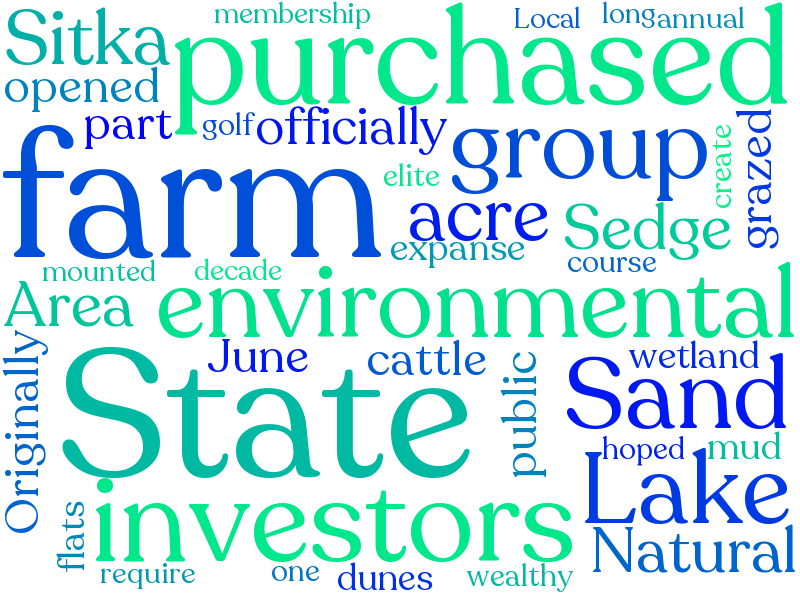 membership
Local
long
annual
Sitka
purchased
opened
part
golf
officially
farm
group
create
grazed
elite
acre
Sedge
expanse
course
mounted
decade
Area
environmental
Originally
June
cattle
public
wetland
State
Sand
hoped
mud
Lake
flats
investors
Natural
require
one
dunes
wealthy